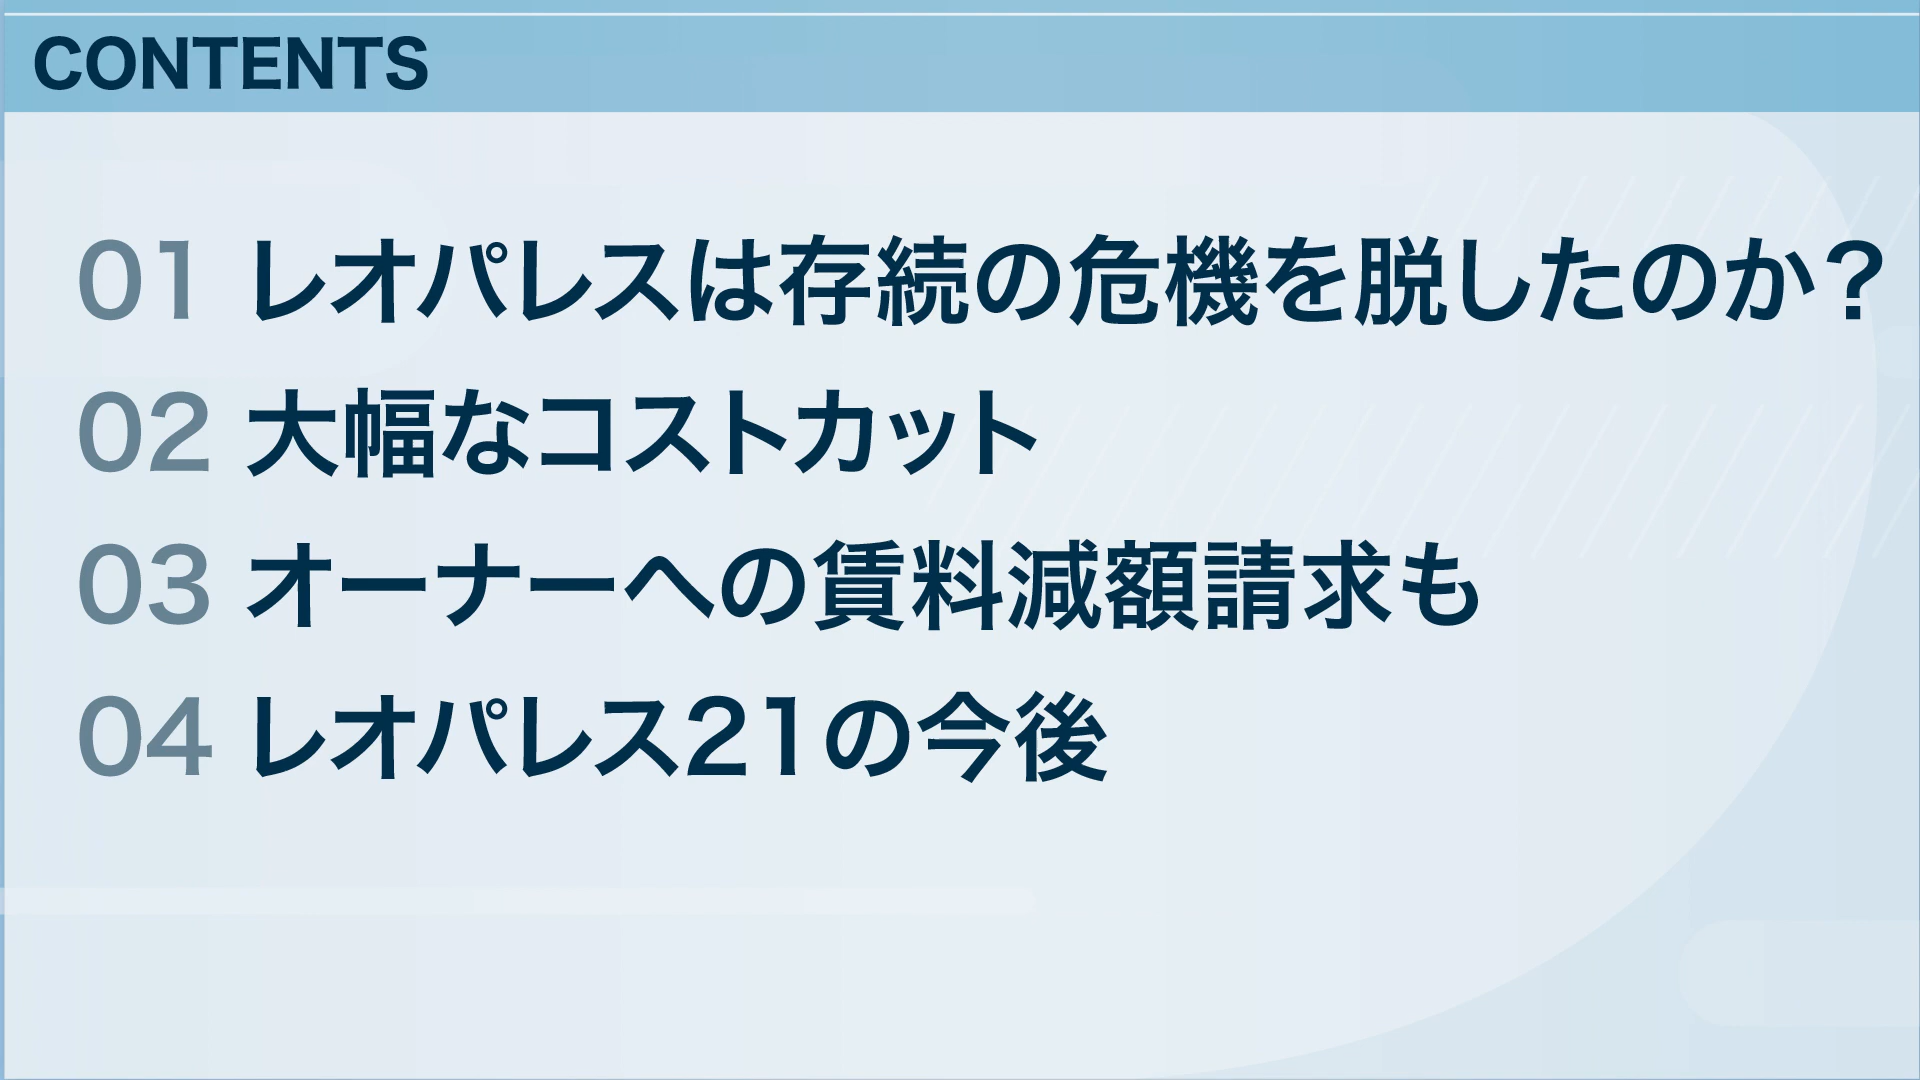 CONTENTS
01 レオパレスは存続の危機を脱したのか？
02 大幅なコストカット
03 オーナーへの賃料減額請求も
04 レオパレス21の今後